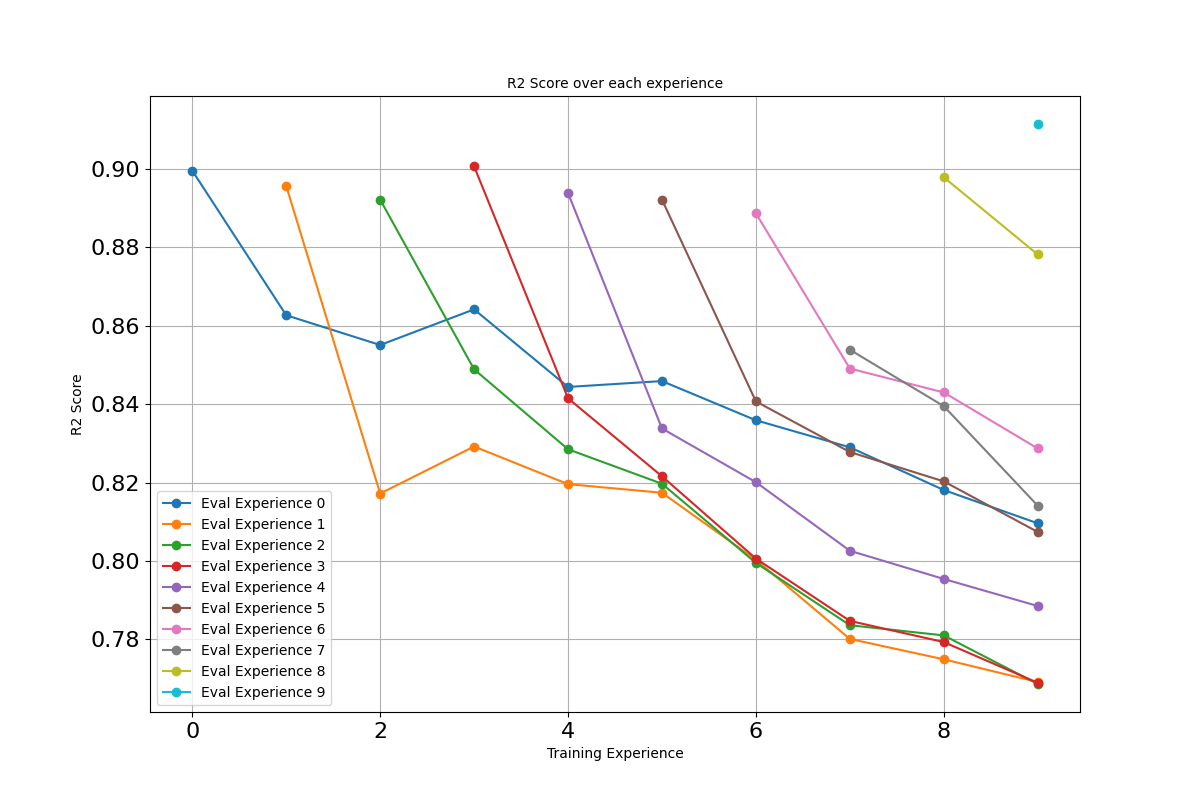 R2 Score over each experience
R2 Score
0.90
0.88
0.86
0.84
0.82
0.80
0.78
Eval Experience 0
Eval Experience 1
Eval Experience 2
Eval Experience 3
Eval Experience 4
Eval Experience 5
Eval Experience 6
Eval Experience 7
Eval Experience 8
Eval Experience 9
0 2 4 6 8
Training Experience